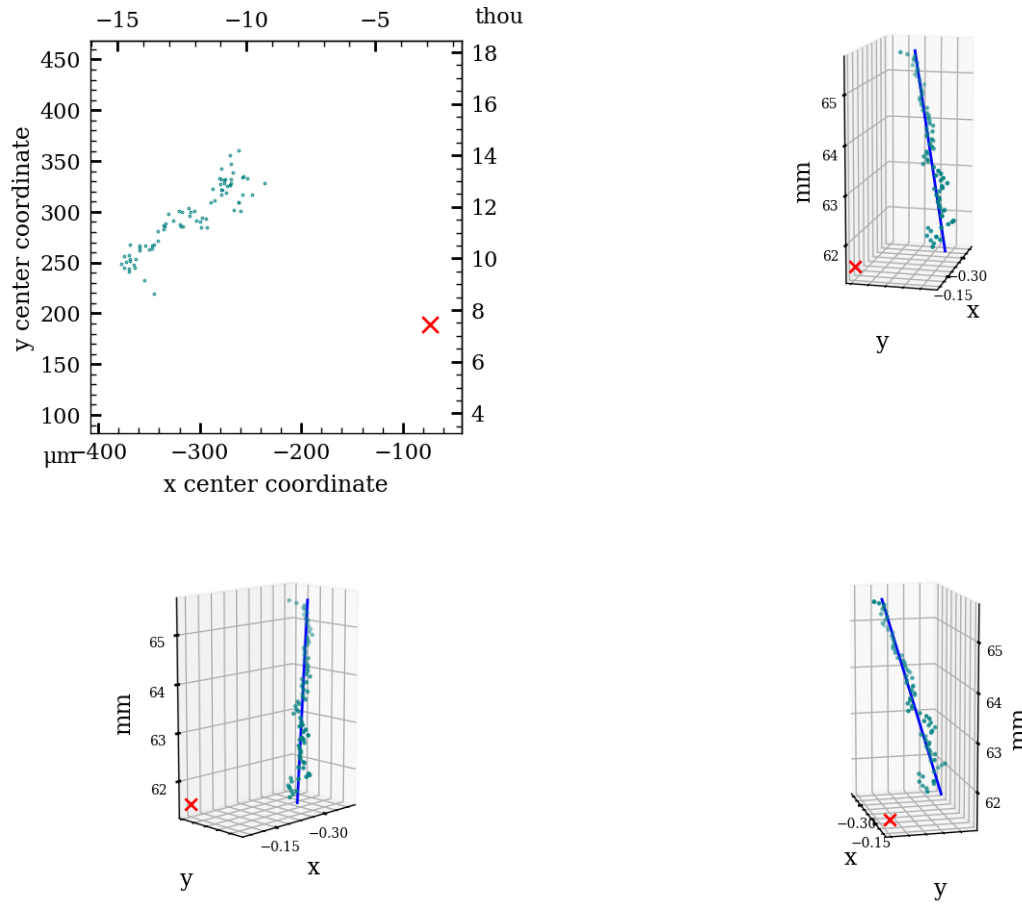 −15 −10 −5 thou
450 400 350 300 250 200 150 100
y center coordinate
18 16 14 12 10 8 6 4
μm −400 −300 −200 −100
x center coordinate
65 64 63 62
mm
−0.30
−0.15
x
y
65 64 63 62
mm
−0.30
−0.15
x
y
65 64 63 62
mm
−0.30
−0.15
x
y